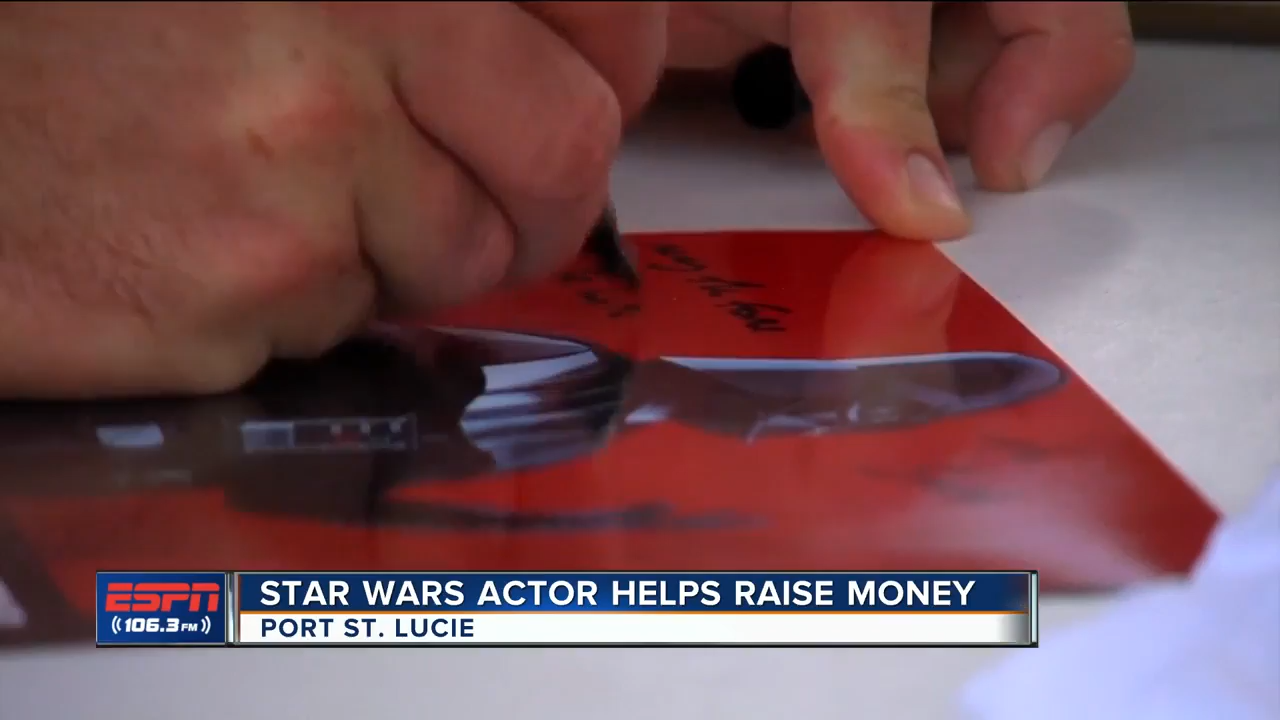 STAR WARS ACTOR HELPS RAISE MONEY
ESPN
106.3 FM
PORT ST. LUCIE